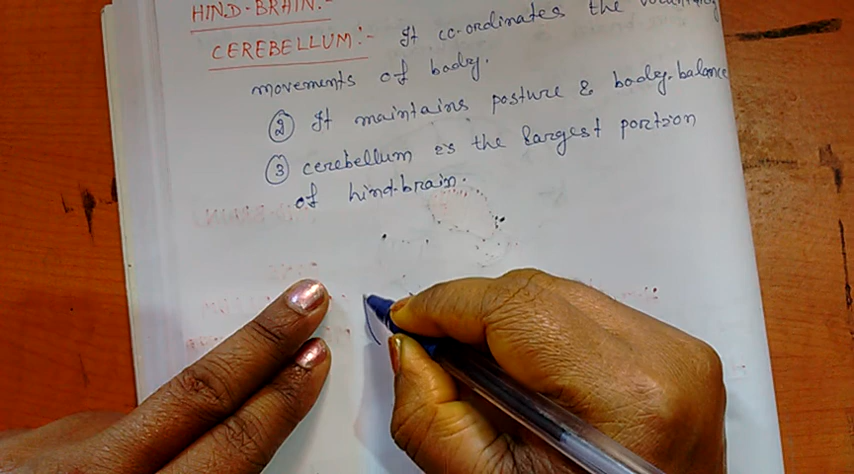 HIND-BRAIN:-
CEREBELLUM:- It co-ordinates the voluntary
movements of body.
② It maintains posture & body-balance
③ cerebellum is the largest portion
of hind-brain.